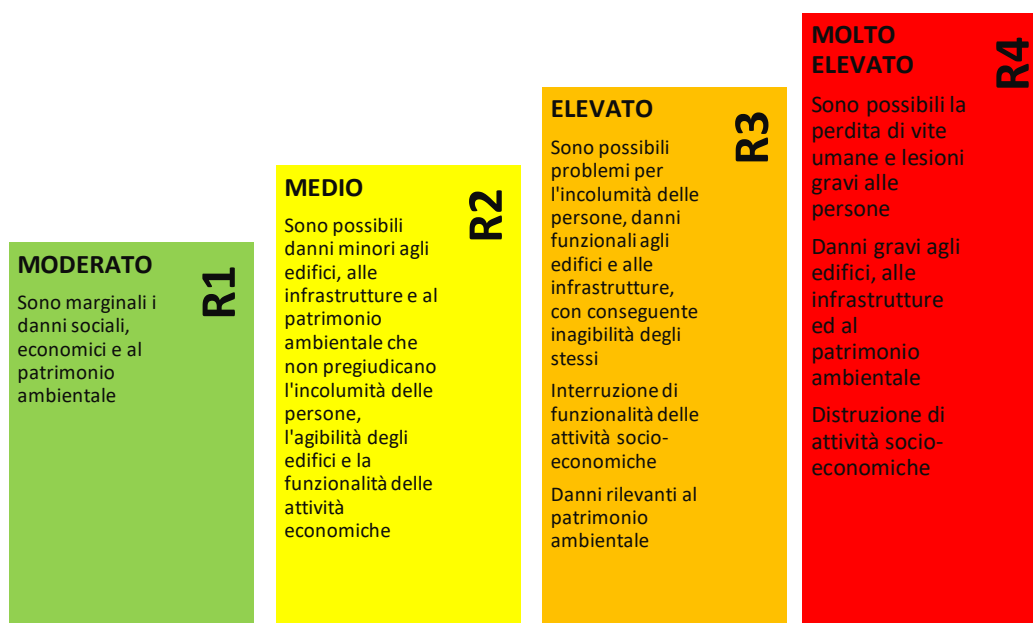 MODERATO
R1
Sono marginali i
danni sociali,
economici e al
patrimonio
ambientale
MEDIO
R2
Sono possibili
danni minori agli
edifici, alle
infrastrutture e al
patrimonio
ambientale che
non pregiudicano
l'incolumità delle
persone,
l'agibilità degli
edifici e la
funzionalità delle
attività
economiche
ELEVATO
R3
Sono possibili
problemi per
l'incolumità delle
persone, danni
funzionali agli
edifici e alle
infrastrutture,
con conseguente
inagibilità degli
stessi
Interruzione di
funzionalità delle
attività socio-
economiche
Danni rilevanti al
patrimonio
ambientale
MOLTO
ELEVATO
R4
Sono possibili la
perdita di vite
umane e lesioni
gravi alle
persone
Danni gravi agli
edifici, alle
infrastrutture
ed al
patrimonio
ambientale
Distruzione di
attività socio-
economiche